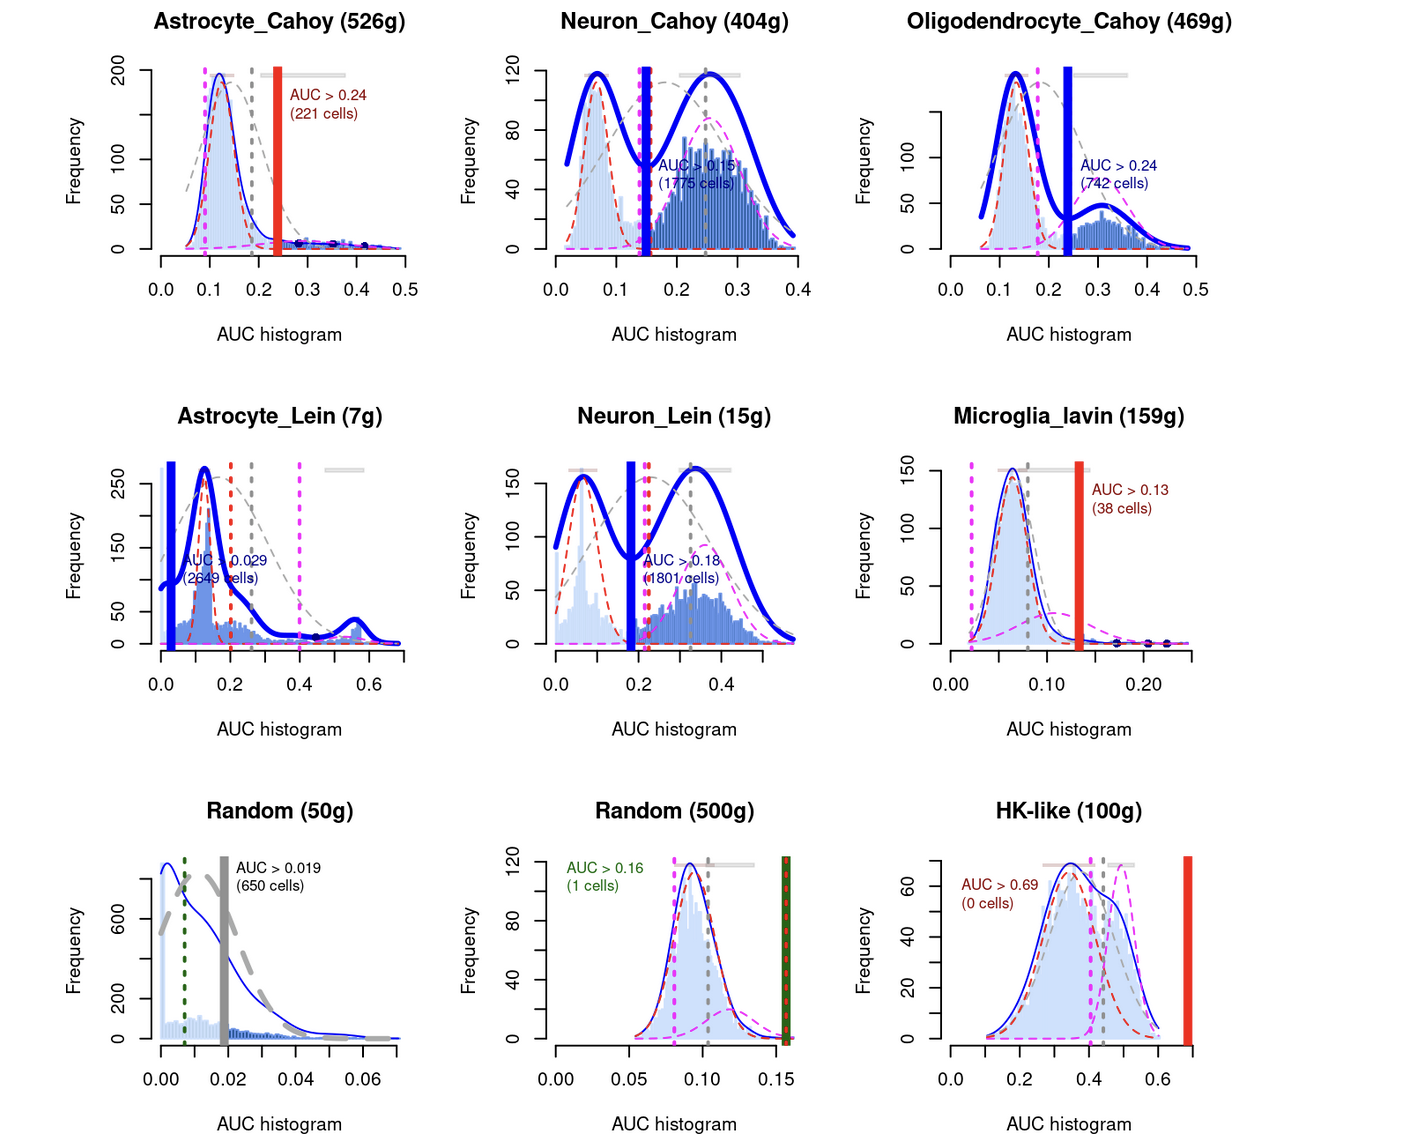 Astrocyte_Cahoy (526g)
Frequency
0 50 100 200
AUC > 0.24
(221 cells)
0.0 0.1 0.2 0.3 0.4 0.5
AUC histogram
Neuron_Cahoy (404g)
Frequency
0 40 80 120
AUC > 0.15
(1775 cells)
0.0 0.1 0.2 0.3 0.4
AUC histogram
Oligodendrocyte_Cahoy (469g)
Frequency
0 50 100
AUC > 0.24
(742 cells)
0.0 0.1 0.2 0.3 0.4 0.5
AUC histogram
Astrocyte_Lein (7g)
Frequency
0 50 150 250
AUC > 0.029
(2649 cells)
0.0 0.2 0.4 0.6
AUC histogram
Neuron_Lein (15g)
Frequency
0 50 100 150
AUC > 0.18
(1801 cells)
0.0 0.2 0.4
AUC histogram
Microglia_lavin (159g)
Frequency
0 50 100 150
AUC > 0.13
(38 cells)
0.00 0.10 0.20
AUC histogram
Random (50g)
Frequency
0 200 600
AUC > 0.019
(650 cells)
0.00 0.02 0.04 0.06
AUC histogram
Random (500g)
Frequency
0 40 80 120
AUC > 0.16
(1 cells)
0.00 0.05 0.10 0.15
AUC histogram
HK-like (100g)
Frequency
0 20 40 60
AUC > 0.69
(0 cells)
0.0 0.2 0.4 0.6
AUC histogram